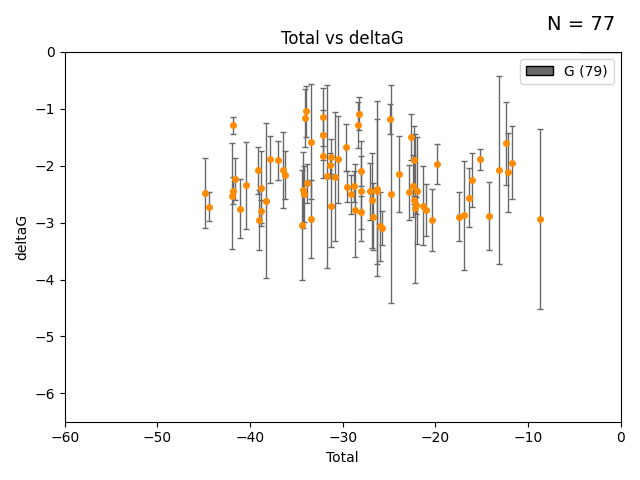 N = 77
Total vs deltaG
G (79)
deltaG
0
−1
−2
−3
−4
−5
−6
−60
−50
−40
−30
−20
−10
0
Total